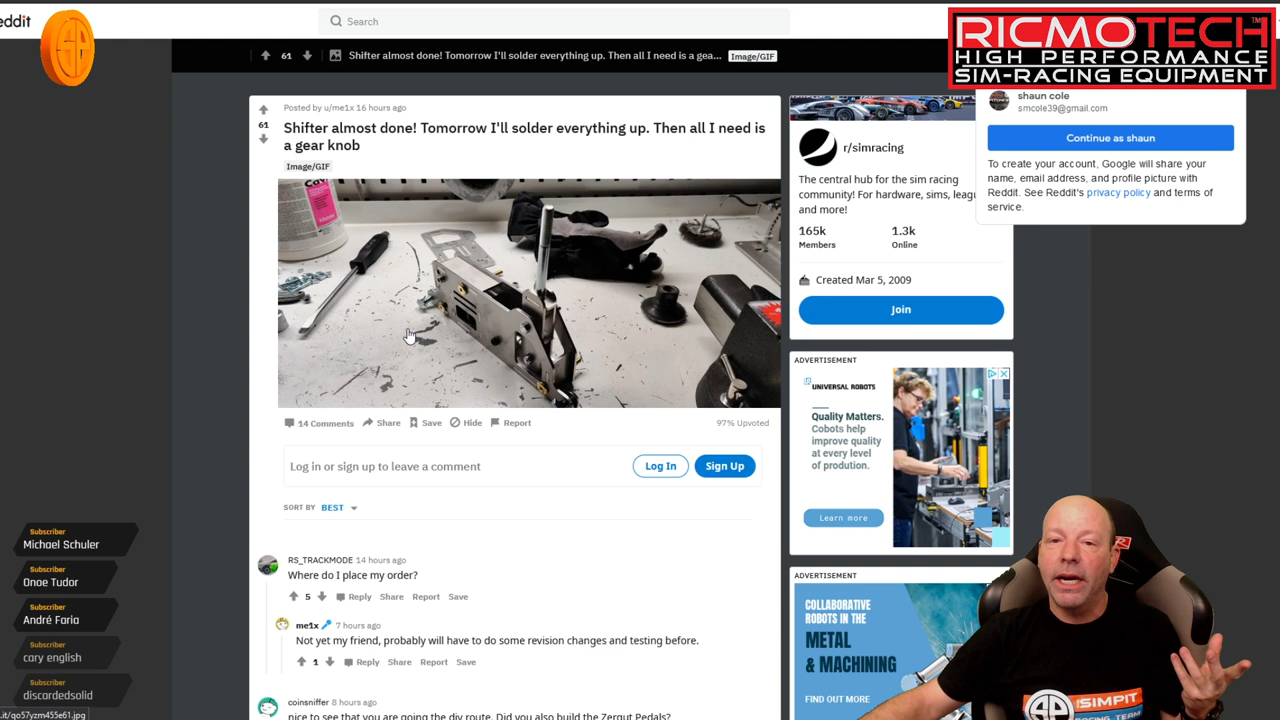 eddit
Search
RICMOTECH™
HIGH PERFORMANCE
SIM-RACING EQUIPMENT
61
Shifter almost done! Tomorrow I'll solder everything up. Then all I need is a gea...
Image/GIF
shaun cole
smcole39@gmail.com
Continue as shaun
To create your account, Google will share your
name, email address, and profile picture with
Reddit. See Reddit's privacy policy and terms of
service.
Posted by u/me1x 16 hours ago
61
Shifter almost done! Tomorrow I'll solder everything up. Then all I need is
a gear knob
Image/GIF
14 Comments
Share
Save
Hide
Report
97% Upvoted
Log in or sign up to leave a comment
Log In
Sign Up
SORT BY BEST
RS_TRACKMODE 14 hours ago
Where do I place my order?
5 Reply Share Report Save
me1x 7 hours ago
Not yet my friend, probably will have to do some revision changes and testing before.
1 Reply Share Report Save
coinsniffer 8 hours ago
nice to see that you are going the diy route. Did you also build the Zergut Pedals?
r/simracing
The central hub for the sim racing
community! For hardware, sims, leagu
and more!
165k
Members
1.3k
Online
Created Mar 5, 2009
Join
ADVERTISEMENT
UNIVERSAL ROBOTS
Quality Matters.
Cobots help
improve quality
at every level
of prodution.
Learn more
ADVERTISEMENT
COLLABORATIVE
ROBOTS IN THE
METAL
& MACHINING
FIND OUT MORE
Subscriber
Michael Schuler
Subscriber
Onoe Tudor
Subscriber
André Faria
Subscriber
cary english
Subscriber
discardedsolid
.it/qo57yzm455e61.jpg
ISIMPIT
RACING TEAM